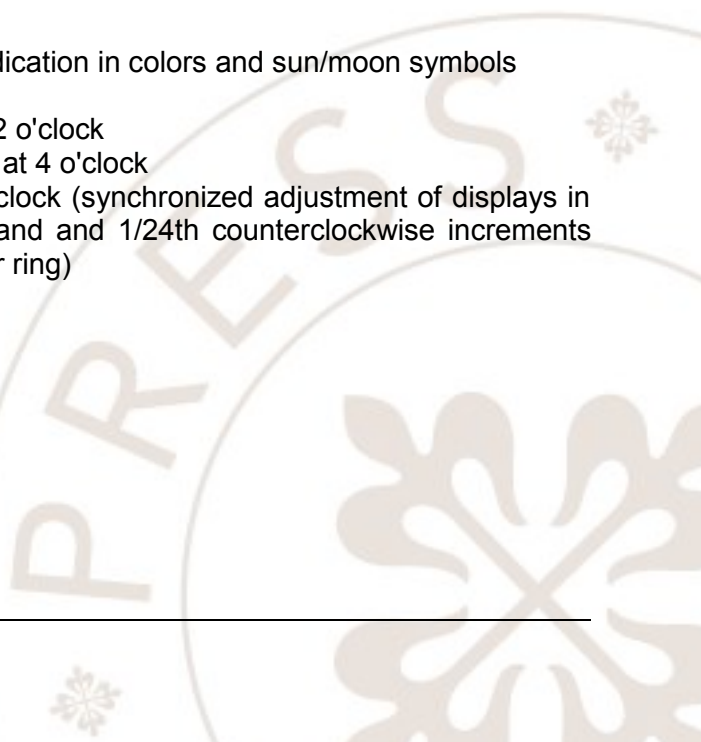 dication in colors and sun/moon symbols
2 o'clock
at 4 o'clock
clock (synchronized adjustment of displays in
and and 1/24th counterclockwise increments
r ring)
PRESS